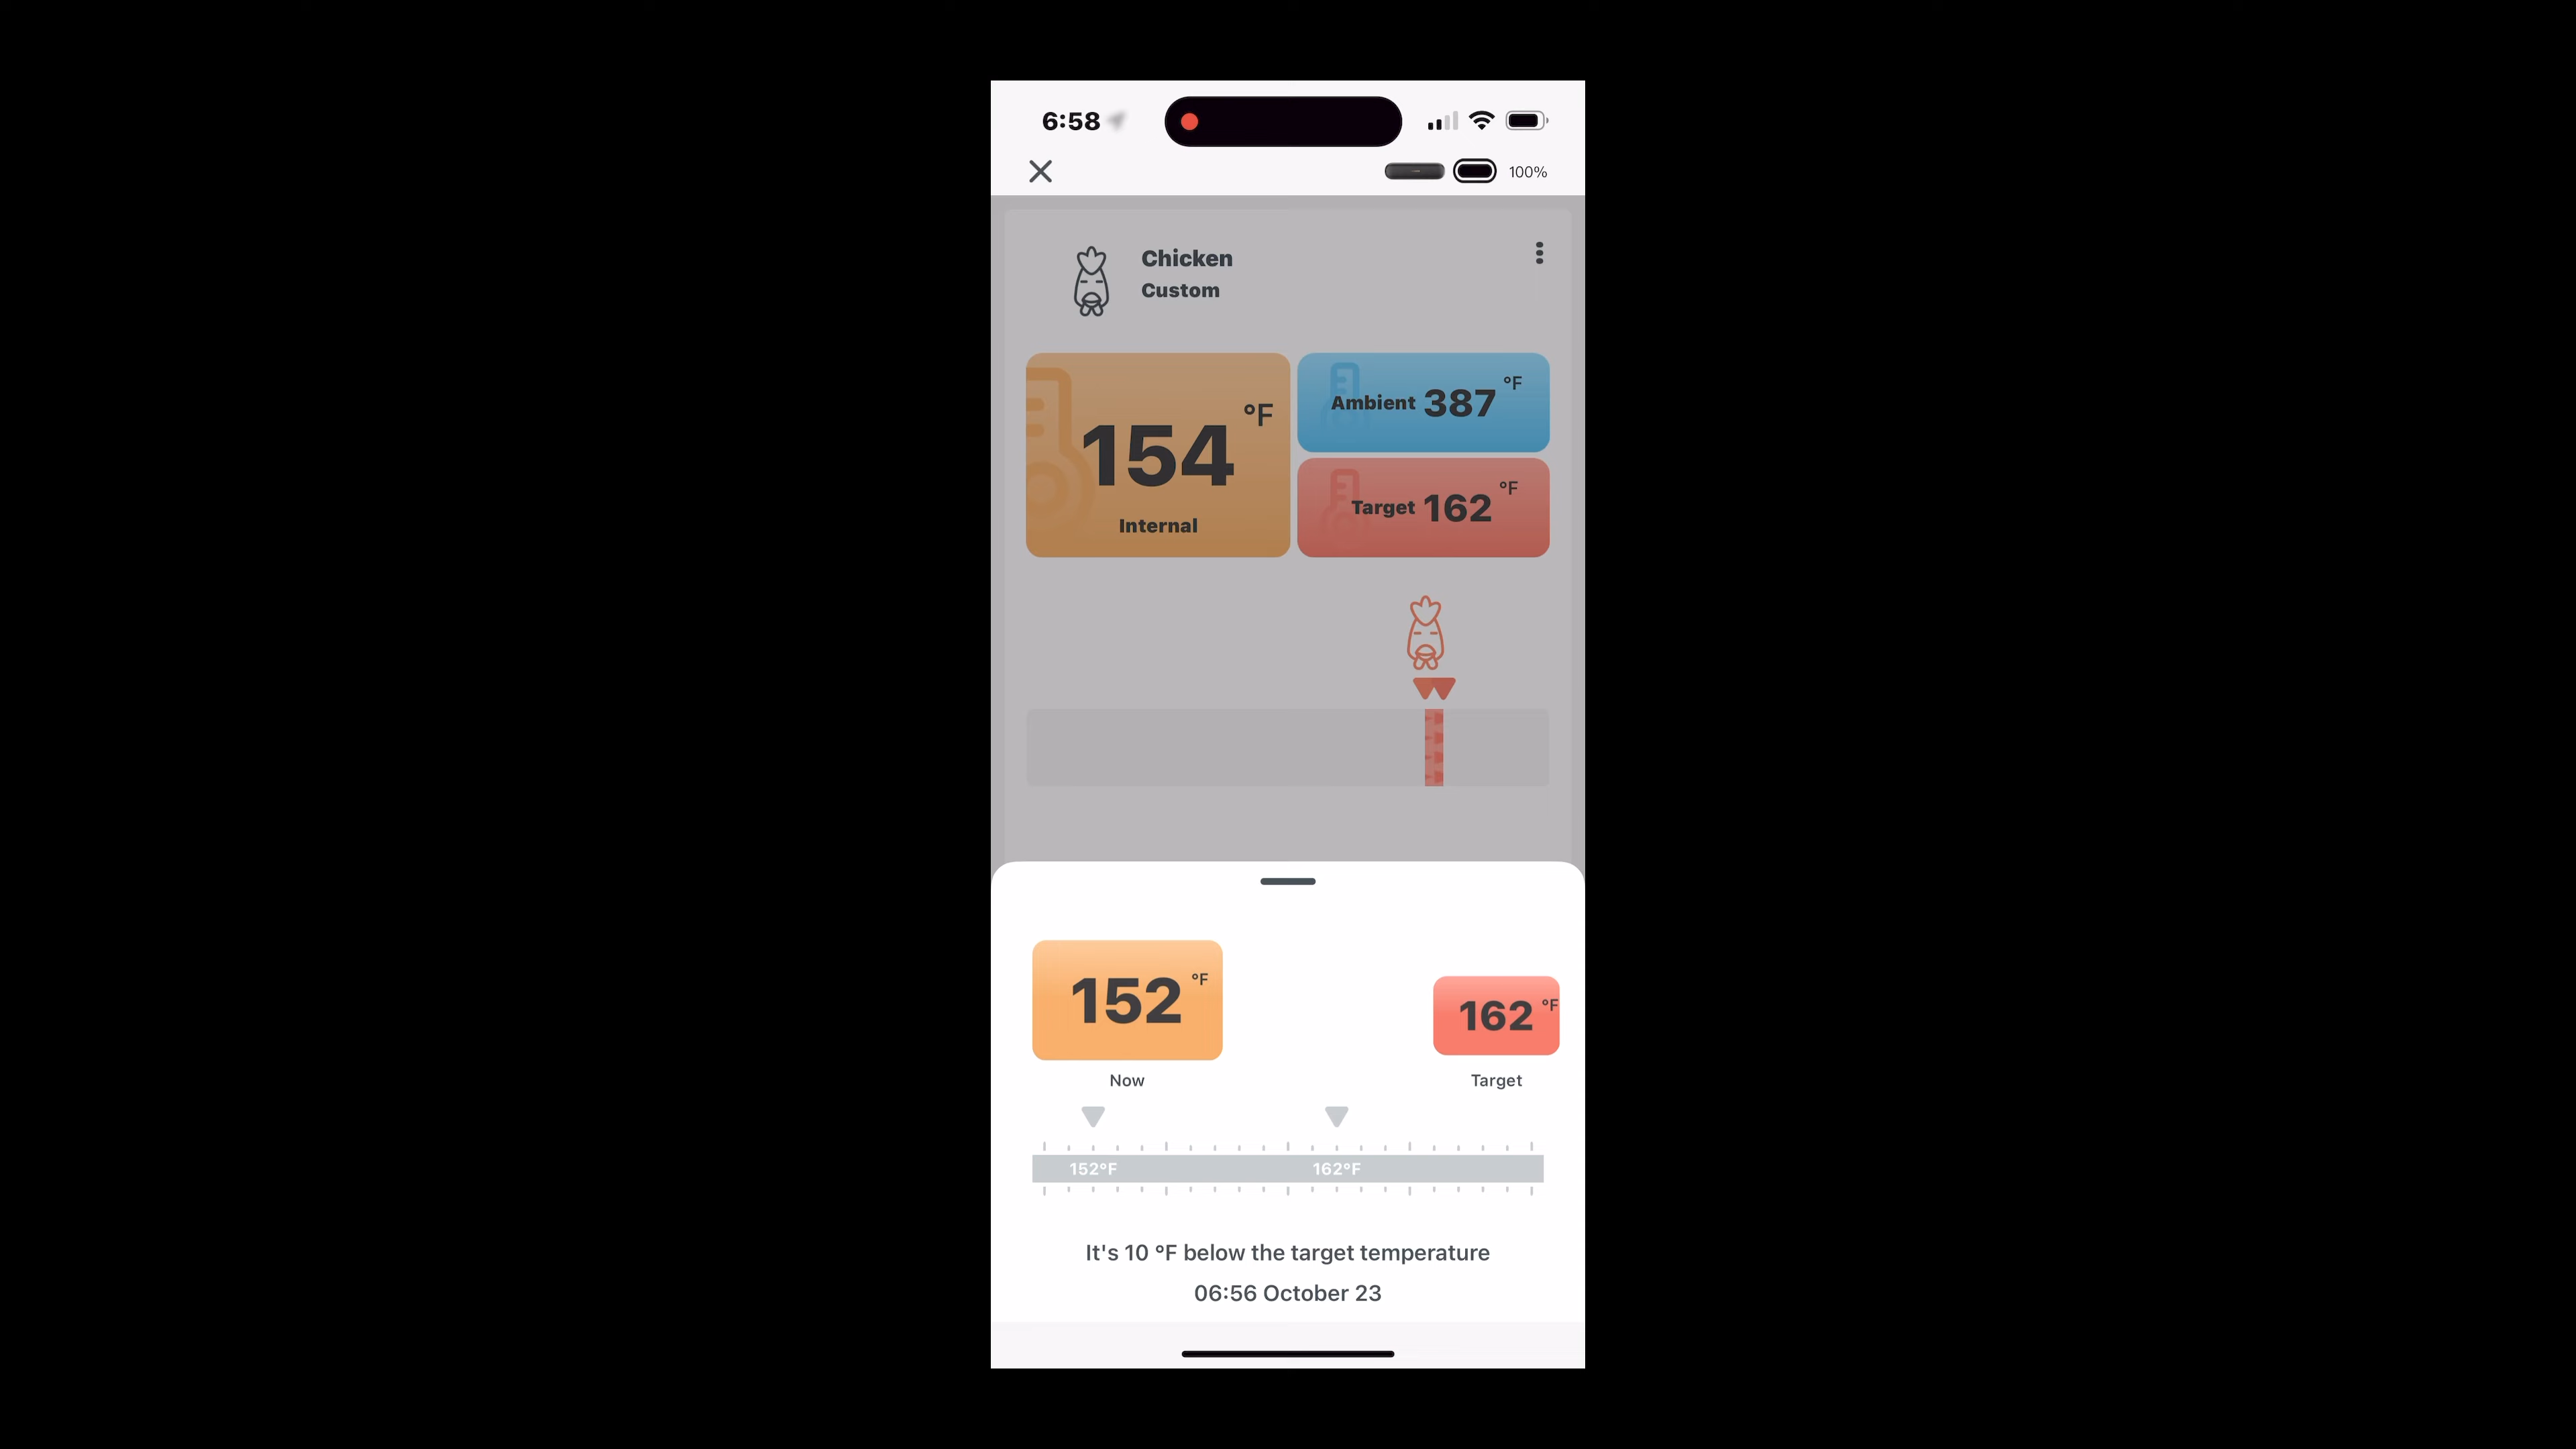 6:58
100%
Chicken
Custom
154 °F
Internal
Ambient 387 °F
Target 162 °F
152 °F
Now
162 °F
Target
152°F 162°F
It's 10 °F below the target temperature
06:56 October 23